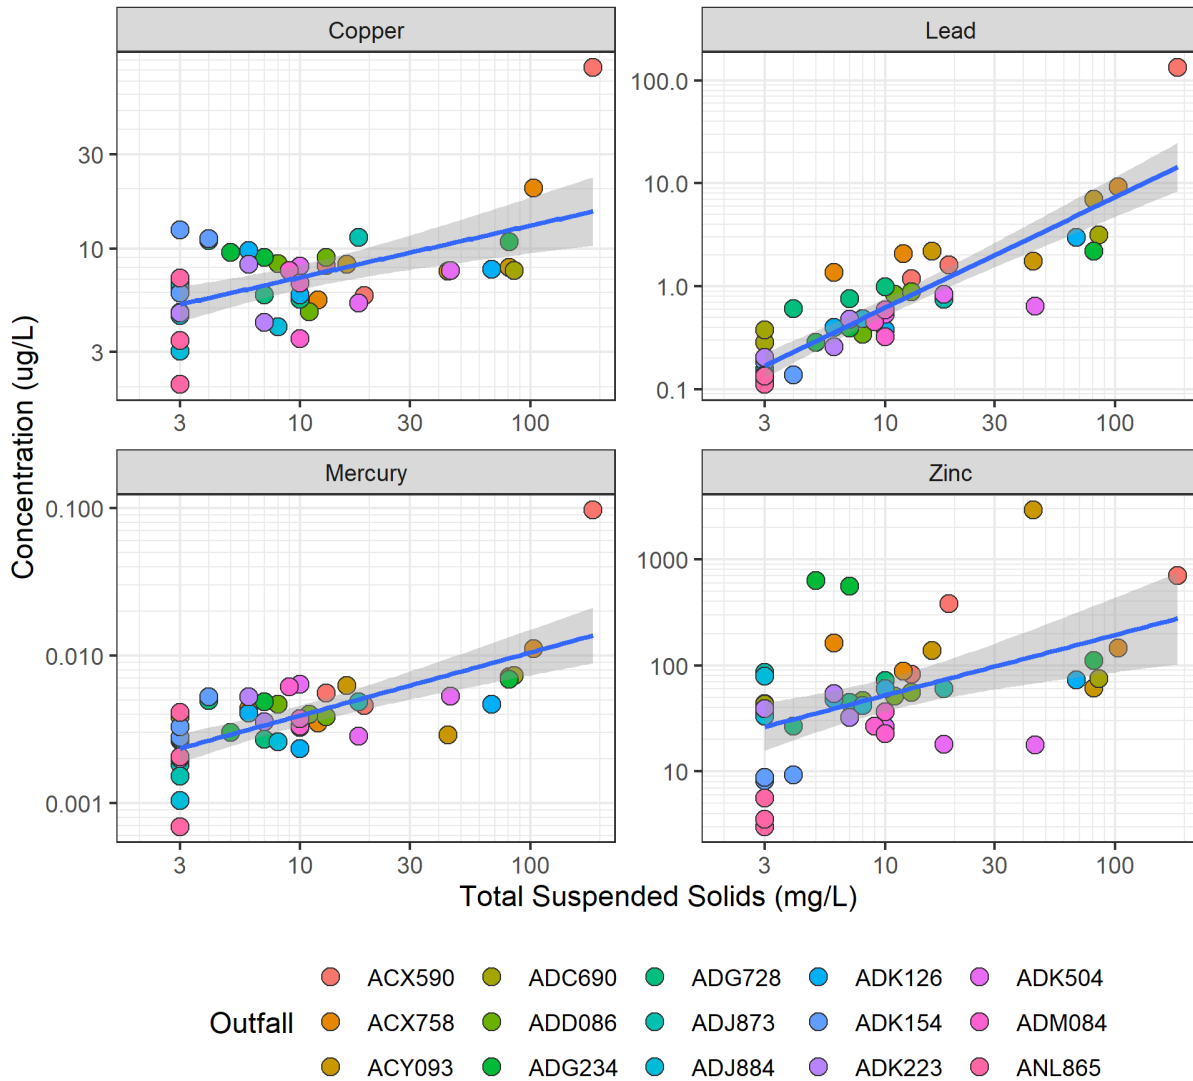 Copper
Lead
30
10
3
100.0
10.0
1.0
0.1
3 10 30 100
3 10 30 100
Concentration (ug/L)
Mercury
Zinc
0.100
0.010
0.001
1000
100
10
3 10 30 100
3 10 30 100
Total Suspended Solids (mg/L)
Outfall
ACX590 ADC690 ADG728 ADK126 ADK504
ACX758 ADD086 ADJ873 ADK154 ADM084
ACY093 ADG234 ADJ884 ADK223 ANL865